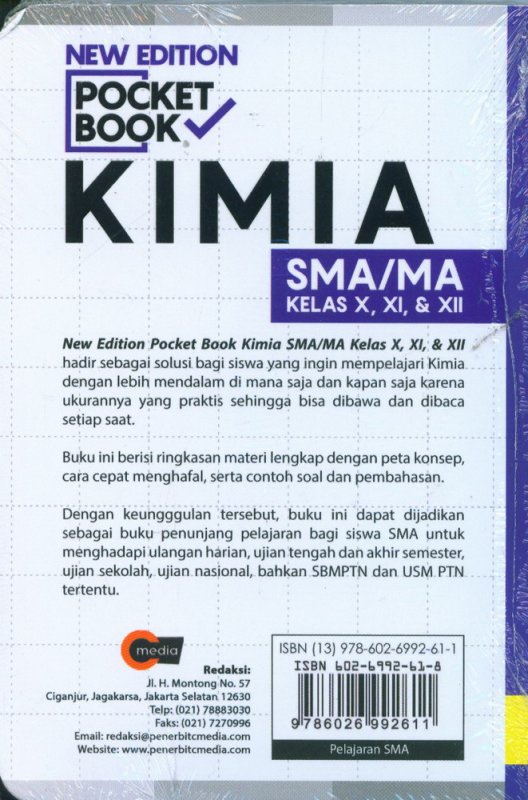 NEW EDITION
POCKET
BOOK
KIMIA
SMA/MA
KELAS X, XI, & XII
New Edition Pocket Book Kimia SMA/MA Kelas X, XI, & XII
hadir sebagai solusi bagi siswa yang ingin mempelajari Kimia
dengan lebih mendalam di mana saja dan kapan saja karena
ukurannya yang praktis sehingga bisa dibawa dan dibaca
setiap saat.
Buku ini berisi ringkasan materi lengkap dengan peta konsep,
cara cepat menghafal, serta contoh soal dan pembahasan.
Dengan keungggulan tersebut, buku ini dapat dijadikan
sebagai buku penunjang pelajaran bagi siswa SMA untuk
menghadapi ulangan harian, ujian tengah dan akhir semester,
ujian sekolah, ujian nasional, bahkan SBMPTN dan USM PTN
tertentu.
C media
Redaksi:
Jl. H. Montong No. 57
Ciganjur, Jagakarsa, Jakarta Selatan 12630
Telp: (021) 78883030
Faks: (021) 7270996
Email: redaksi@penerbitcmedia.com
Website: www.penerbitcmedia.com
ISBN (13) 978-602-6992-61-1
ISBN 602-6992-61-8
9786026992611
Pelajaran SMA